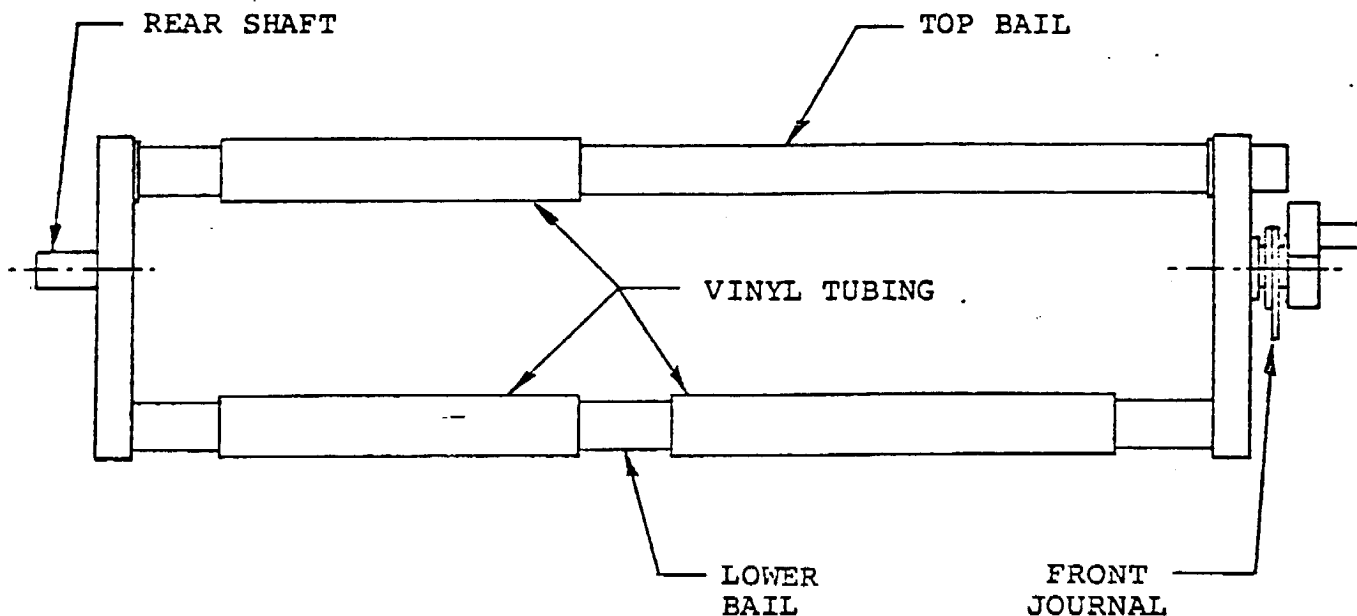 REAR SHAFT
TOP BAIL
VINYL TUBING
LOWER
BAIL
FRONT
JOURNAL